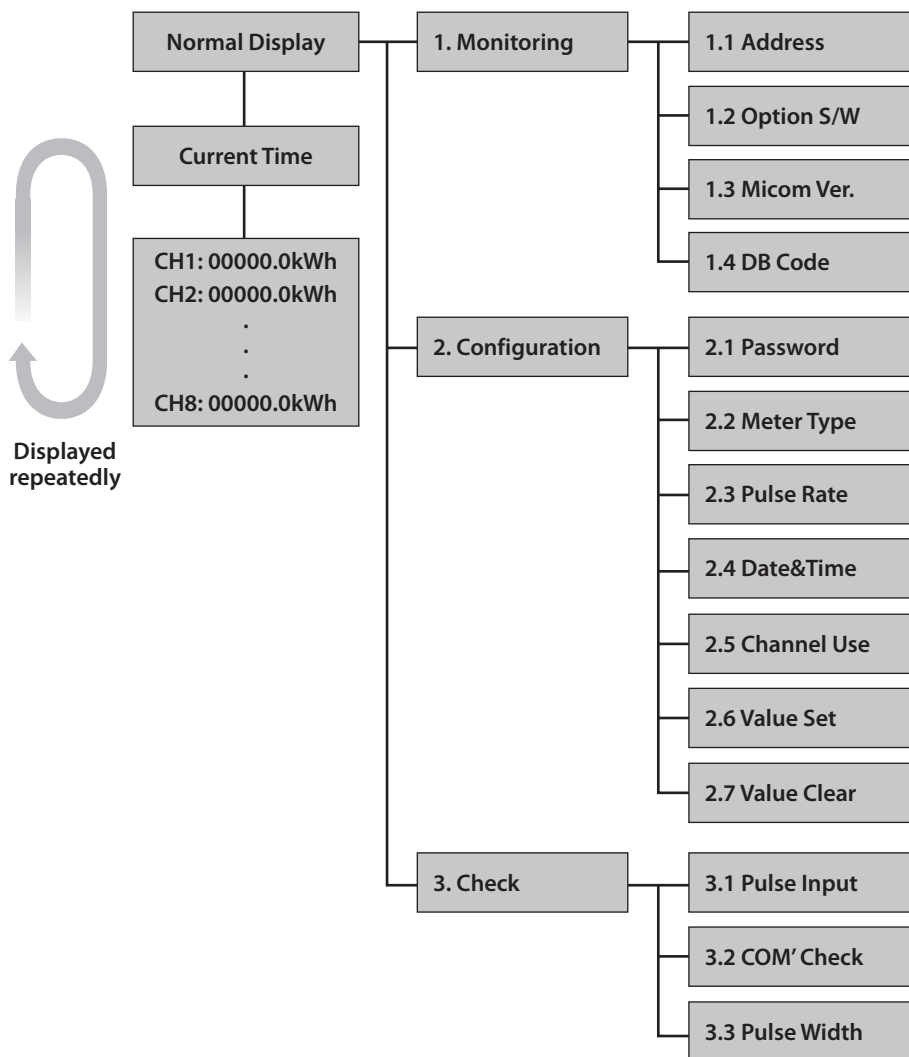 Normal Display
Current Time
CH1: 00000.0kWh
CH2: 00000.0kWh
.
.
.
CH8: 00000.0kWh
Displayed
repeatedly
1. Monitoring
1.1 Address
1.2 Option S/W
1.3 Micom Ver.
1.4 DB Code
2. Configuration
2.1 Password
2.2 Meter Type
2.3 Pulse Rate
2.4 Date&Time
2.5 Channel Use
2.6 Value Set
2.7 Value Clear
3. Check
3.1 Pulse Input
3.2 COM’ Check
3.3 Pulse Width